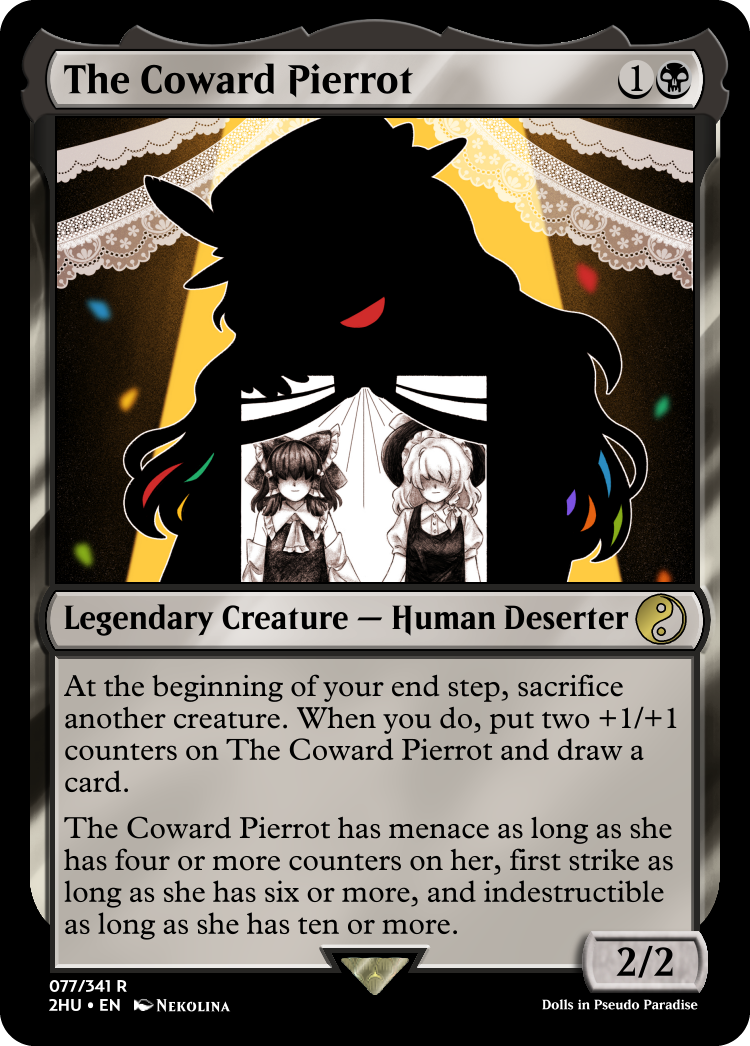 The Coward Pierrot 1
Legendary Creature — Human Deserter
At the beginning of your end step, sacrifice
another creature. When you do, put two +1/+1
counters on The Coward Pierrot and draw a
card.
The Coward Pierrot has menace as long as she
has four or more counters on her, first strike as
long as she has six or more, and indestructible
as long as she has ten or more.
2/2
077/341 R
2HU • EN Nekolina
Dolls in Pseudo Paradise